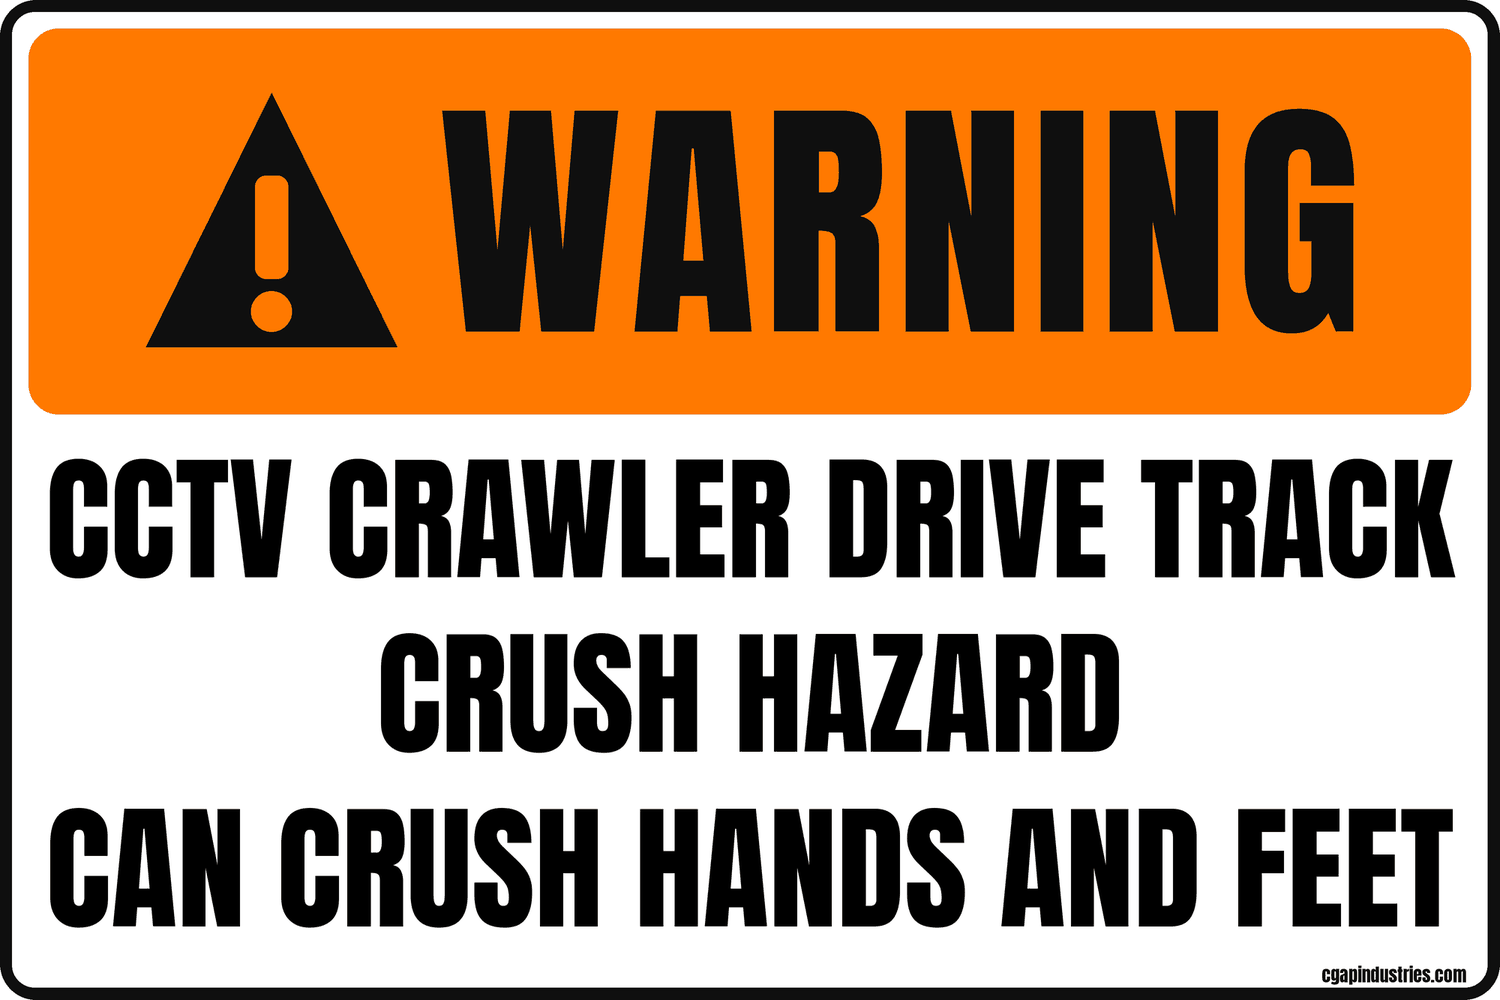 WARNING
CCTV CRAWLER DRIVE TRACK
CRUSH HAZARD
CAN CRUSH HANDS AND FEET
cgapindustries.com